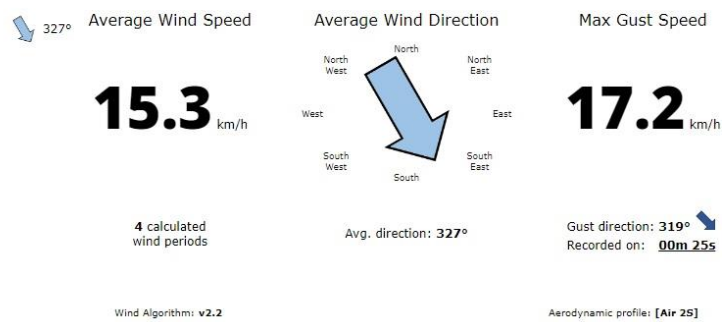 327°
Average Wind Speed
15.3 km/h
4 calculated
wind periods
Wind Algorithm: v2.2
Average Wind Direction
North
North
West
North
East
West
East
South
West
South
East
South
Avg. direction: 327°
Max Gust Speed
17.2 km/h
Gust direction: 319°
Recorded on: 00m 25s
Aerodynamic profile: [Air 2S]